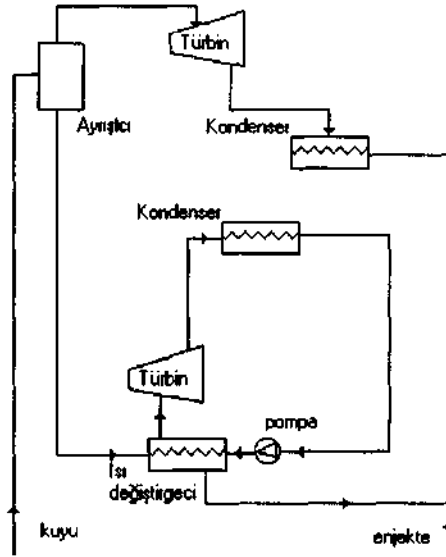 Türbin
Ayrıştıcı
Kondenser
Kondenser
Türbin
pompa
Isı
değiştirgeci
kuyu
enjekte